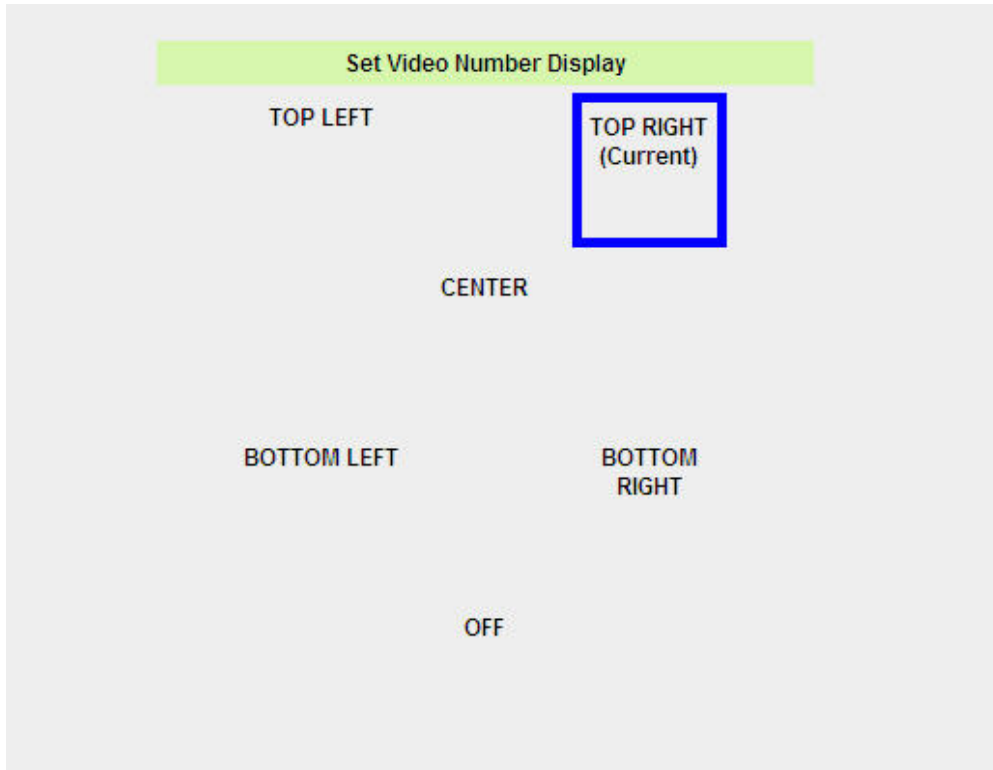 Set Video Number Display
TOP LEFT
TOP RIGHT
(Current)
CENTER
BOTTOM LEFT
BOTTOM
RIGHT
OFF